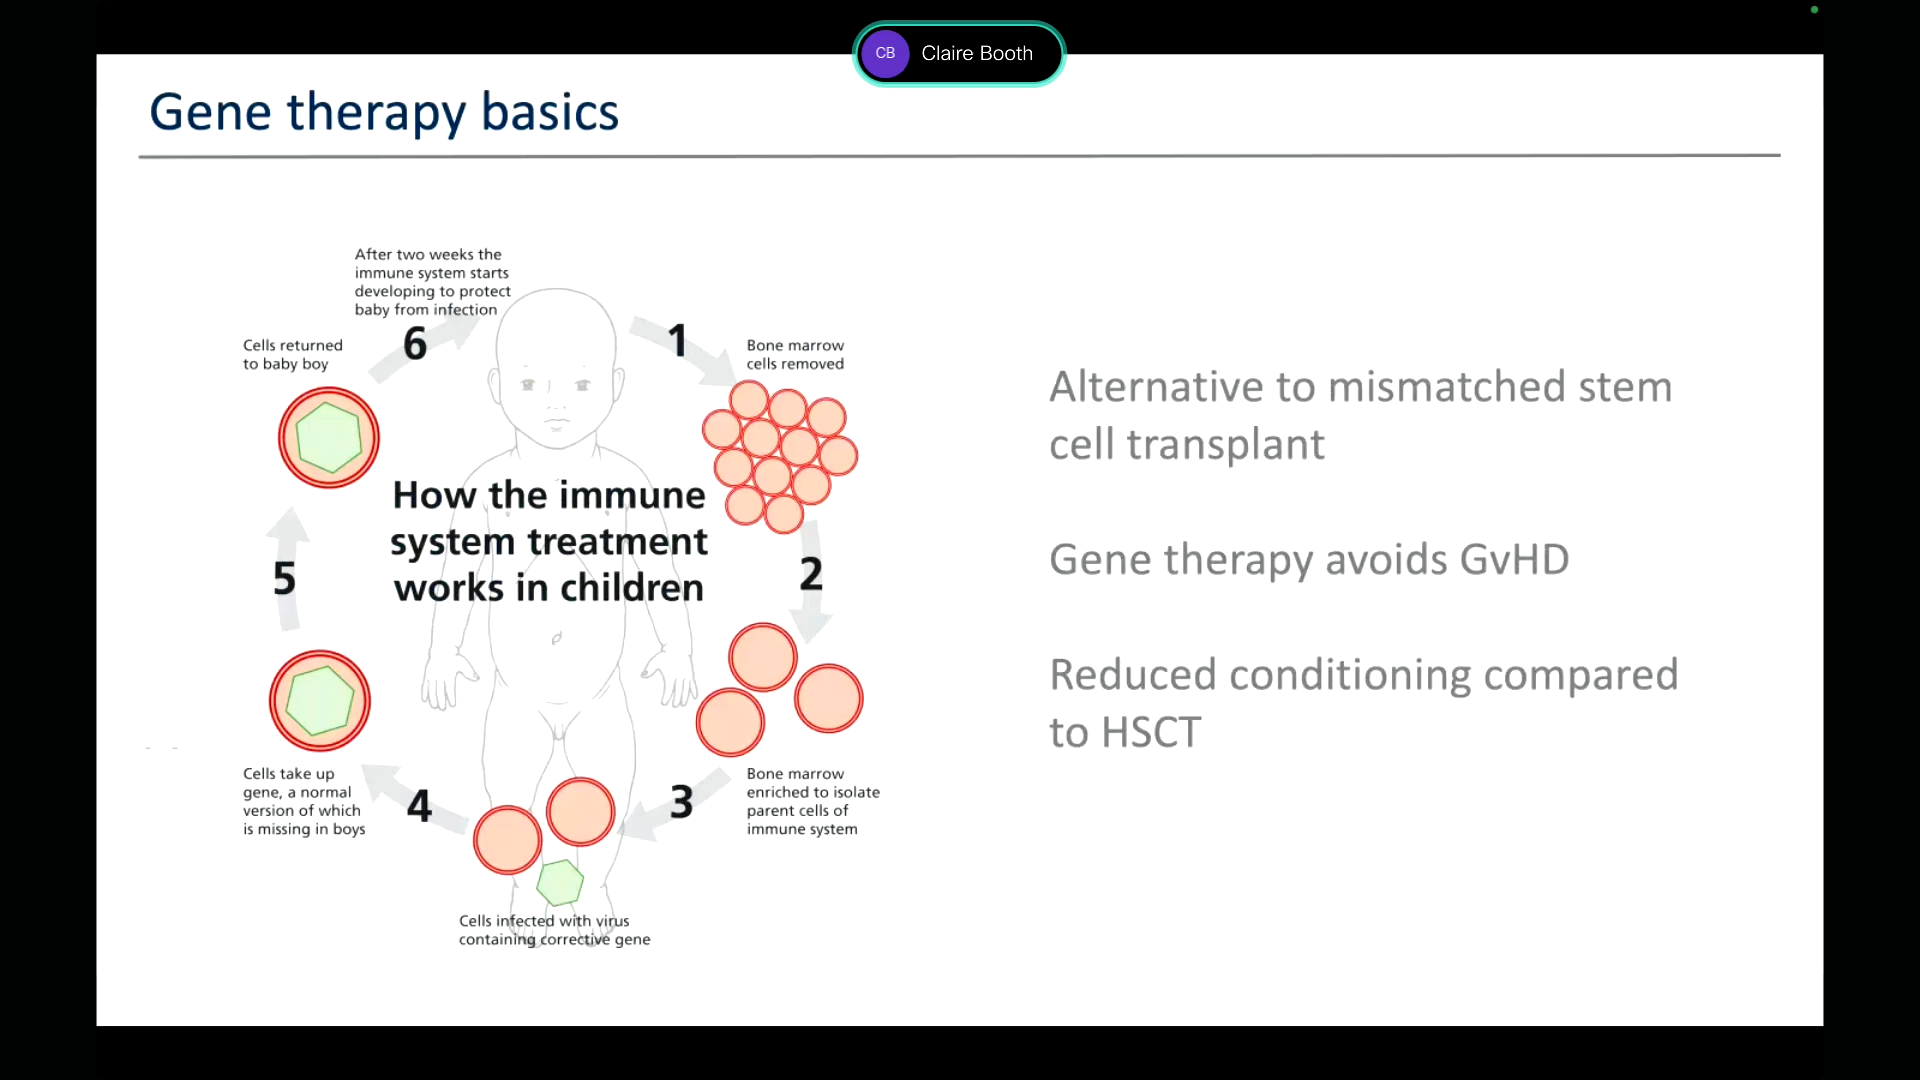 CB Claire Booth
Gene therapy basics
After two weeks the
immune system starts
developing to protect
baby from infection
6
1
Cells returned
to baby boy
Bone marrow
cells removed
How the immune
system treatment
works in children
5
2
Cells take up
gene, a normal
version of which
is missing in boys
4
3
Bone marrow
enriched to isolate
parent cells of
immune system
Cells infected with virus
containing corrective gene
Alternative to mismatched stem
cell transplant
Gene therapy avoids GvHD
Reduced conditioning compared
to HSCT